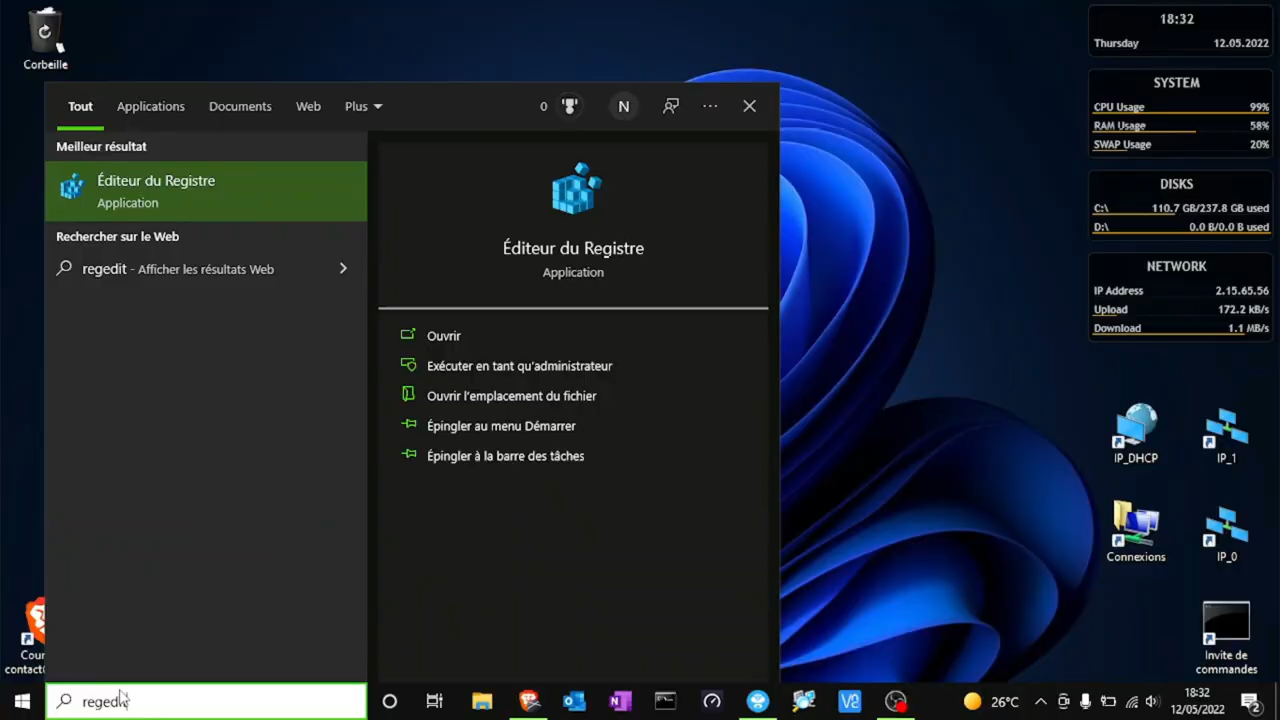 Corbeille
Tout Applications Documents Web Plus 0 N ...
Meilleur résultat
Éditeur du Registre
Application
Rechercher sur le Web
regedit - Afficher les résultats Web
Éditeur du Registre
Application
Ouvrir
Exécuter en tant qu'administrateur
Ouvrir l'emplacement du fichier
Épingler au menu Démarrer
Épingler à la barre des tâches
18:32
Thursday 12.05.2022
SYSTEM
CPU Usage 99%
RAM Usage 58%
SWAP Usage 20%
DISKS
C:\ 110.7 GB/237.8 GB used
D:\ 0.0 B/0.0 B used
NETWORK
IP Address 2.15.65.56
Upload 172.2 kB/s
Download 1.1 MB/s
IP_DHCP IP_1
Connexions IP_0
Invite de
commandes
Cour
contact
regedit
26°C
18:32
12/05/2022
2